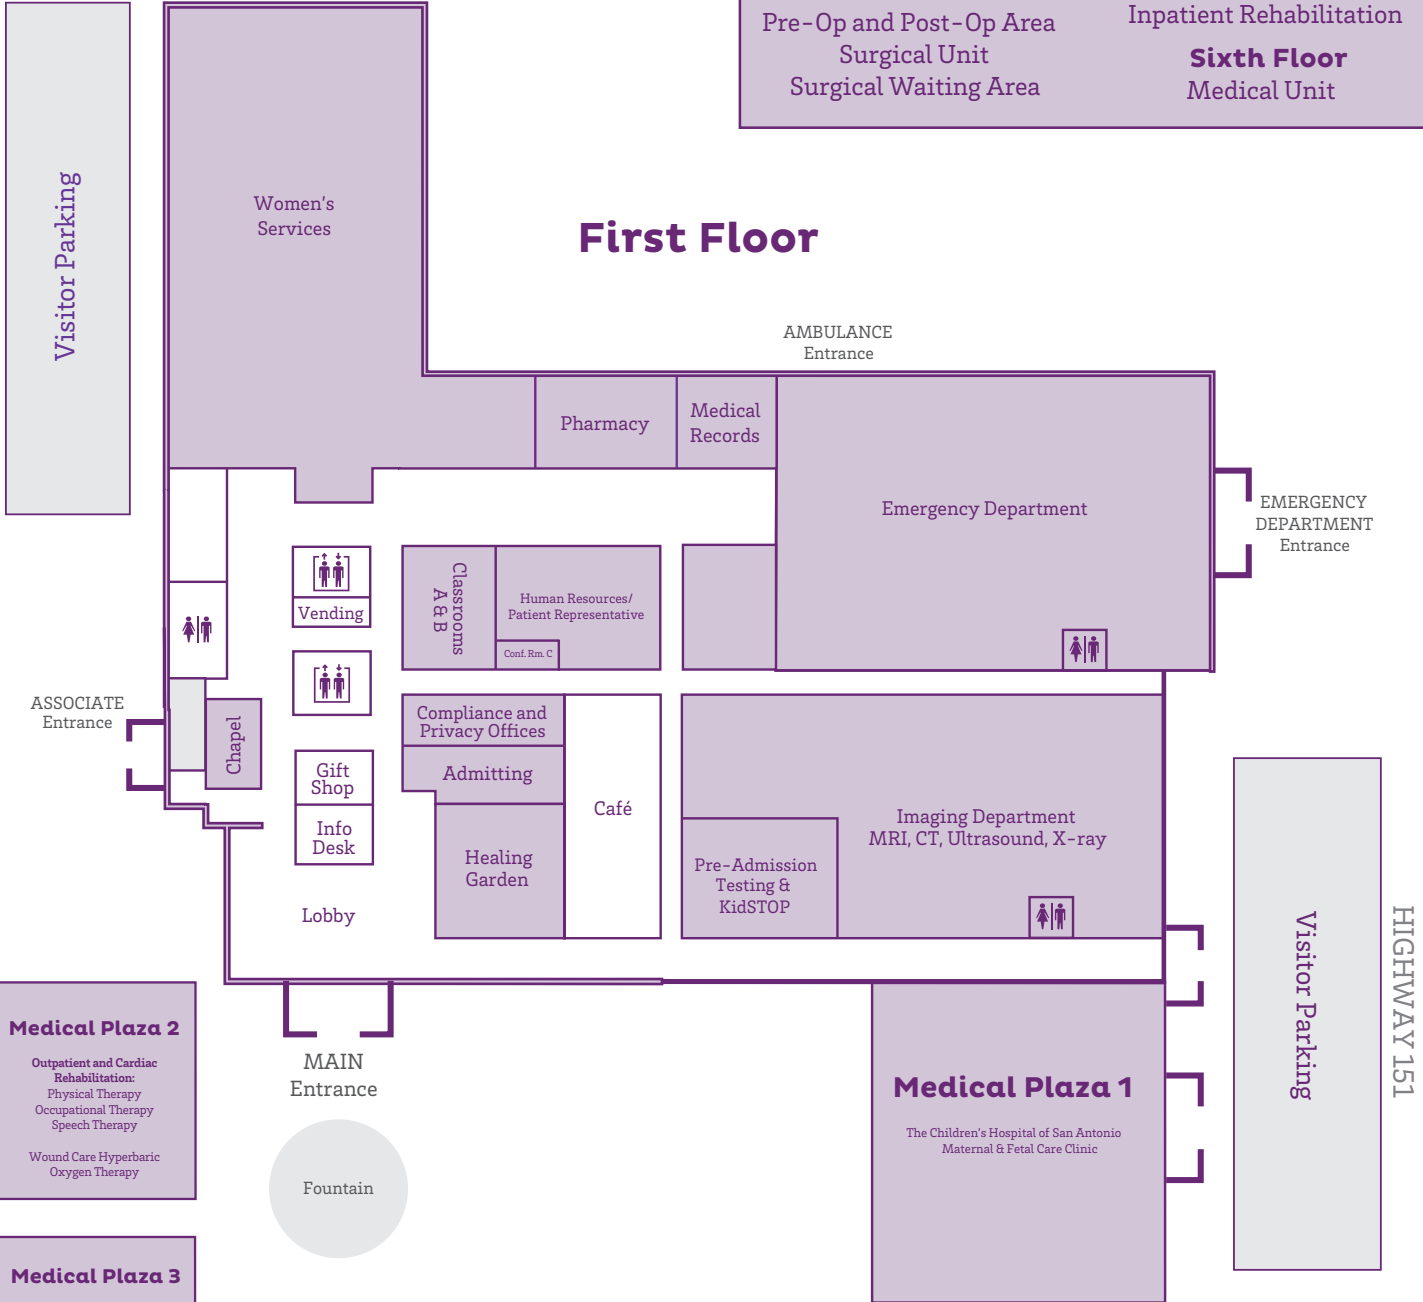 Pre-Op and Post-Op Area
Surgical Unit
Surgical Waiting Area
Inpatient Rehabilitation
Sixth Floor
Medical Unit
Visitor Parking
Women's
Services
First Floor
AMBULANCE
Entrance
Pharmacy
Medical
Records
Emergency Department
EMERGENCY
DEPARTMENT
Entrance
Vending
Classrooms
A & B
Human Resources/
Patient Representative
Conf. Rm. C
ASSOCIATE
Entrance
Chapel
Compliance and
Privacy Offices
Admitting
Gift
Shop
Info
Desk
Café
Healing
Garden
Lobby
Imaging Department
MRI, CT, Ultrasound, X-ray
Pre-Admission
Testing &
KidSTOP
Visitor Parking
HIGHWAY 151
Medical Plaza 2
Outpatient and Cardiac
Rehabilitation:
Physical Therapy
Occupational Therapy
Speech Therapy
Wound Care Hyperbaric
Oxygen Therapy
MAIN
Entrance
Fountain
Medical Plaza 1
The Children's Hospital of San Antonio
Maternal & Fetal Care Clinic
Medical Plaza 3